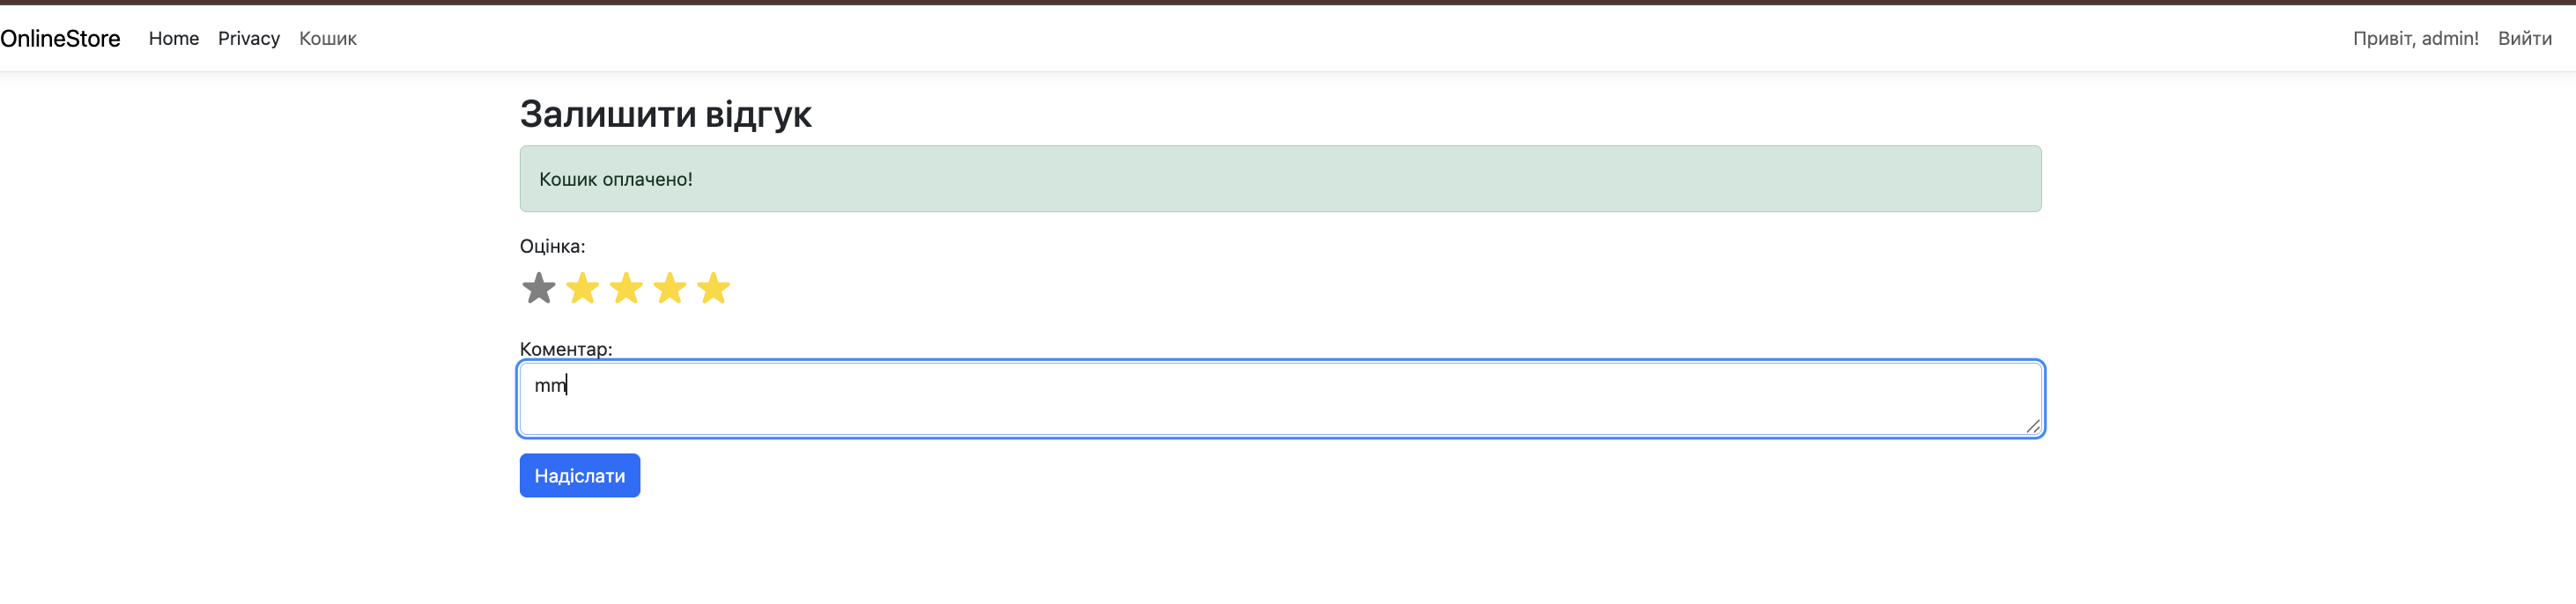 OnlineStore Home Privacy Кошик Привіт, admin! Вийти
Залишити відгук
Кошик оплачено!
Оцінка:
Коментар:
mm
Надіслати